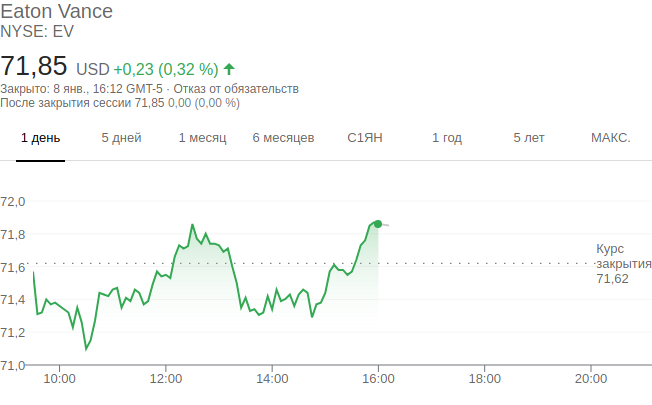 Eaton Vance
NYSE: EV
71,85 USD +0,23 (0,32 %)
Закрыто: 8 янв., 16:12 GMT-5 · Отказ от обязательств
После закрытия сессии 71,85 0,00 (0,00 %)
1 день 5 дней 1 месяц 6 месяцев С1ЯН 1 год 5 лет МАКС.
72,0
71,8
Курс
71,6 закрытия
71,62
71,4
71,2
71,0
10:00 12:00 14:00 16:00 18:00 20:00